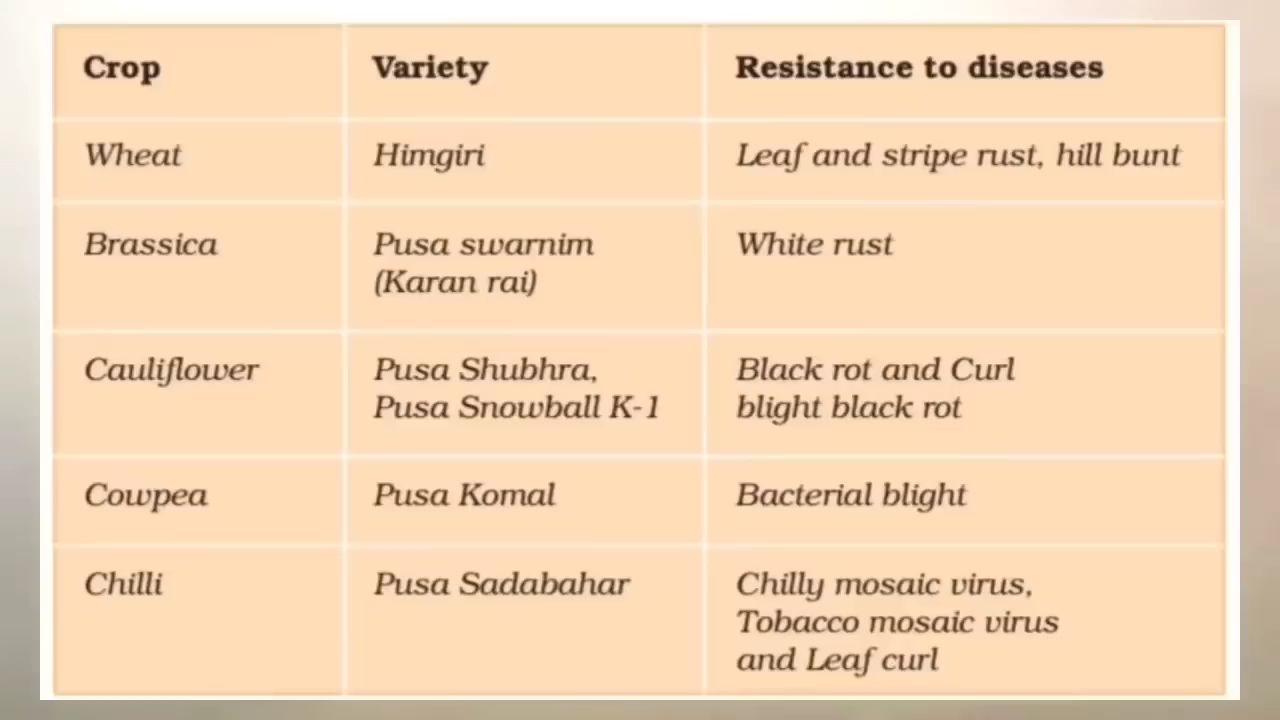 Crop Variety Resistance to diseases
Wheat Himgiri Leaf and stripe rust, hill bunt
Brassica Pusa swarnim White rust
(Karan rai)
Cauliflower Pusa Shubhra, Black rot and Curl
Pusa Snowball K-1 blight black rot
Cowpea Pusa Komal Bacterial blight
Chilli Pusa Sadabahar Chilly mosaic virus,
Tobacco mosaic virus
and Leaf curl